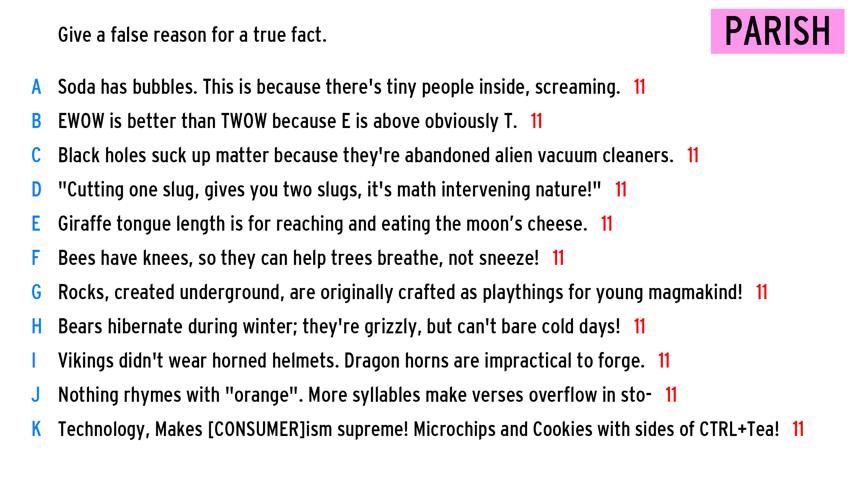 Give a false reason for a true fact.
PARISH
A Soda has bubbles. This is because there's tiny people inside, screaming. 11
B EWOW is better than TWOW because E is above obviously T. 11
C Black holes suck up matter because they're abandoned alien vacuum cleaners. 11
D "Cutting one slug, gives you two slugs, it's math intervening nature!" 11
E Giraffe tongue length is for reaching and eating the moon’s cheese. 11
F Bees have knees, so they can help trees breathe, not sneeze! 11
G Rocks, created underground, are originally crafted as playthings for young magmakind! 11
H Bears hibernate during winter; they're grizzly, but can't bare cold days! 11
I Vikings didn't wear horned helmets. Dragon horns are impractical to forge. 11
J Nothing rhymes with "orange". More syllables make verses overflow in sto- 11
K Technology, Makes [CONSUMER]ism supreme! Microchips and Cookies with sides of CTRL+Tea! 11